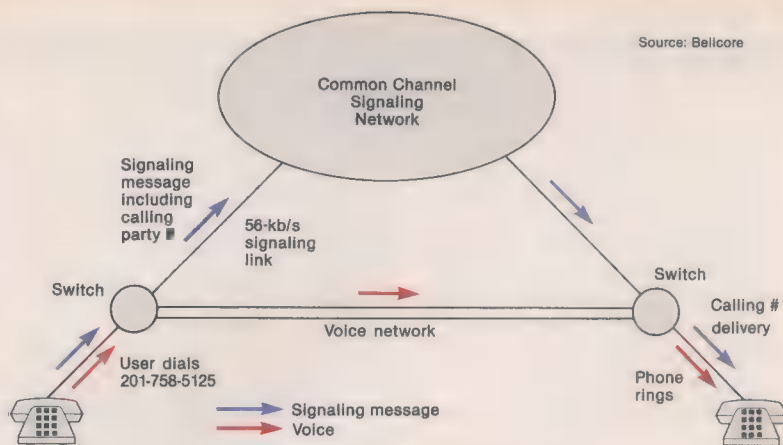 Source: Bellcore
Common Channel
Signaling
Network
Signaling
message
including
calling
party #
56-kb/s
signaling
link
Switch
Switch
Voice network
Calling #
delivery
User dials
201-758-5125
Phone
rings
Signaling message
Voice